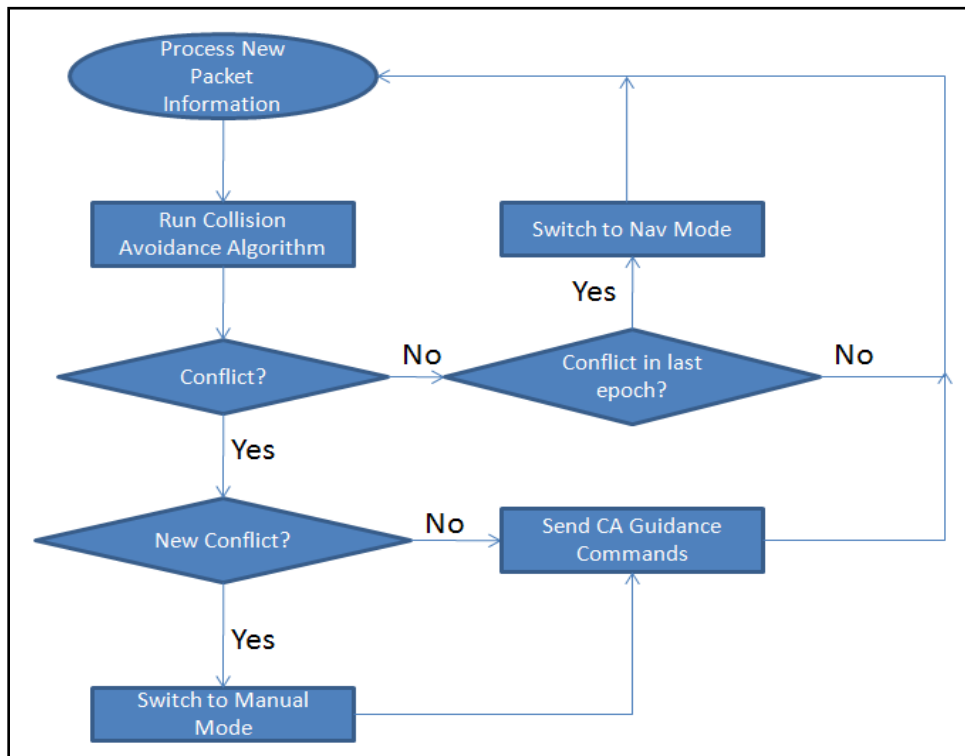 Process New
Packet
Information
Run Collision
Avoidance Algorithm
Switch to Nav Mode
Yes
Conflict?
No
Conflict in last
epoch?
No
Yes
New Conflict?
No
Send CA Guidance
Commands
Yes
Switch to Manual
Mode